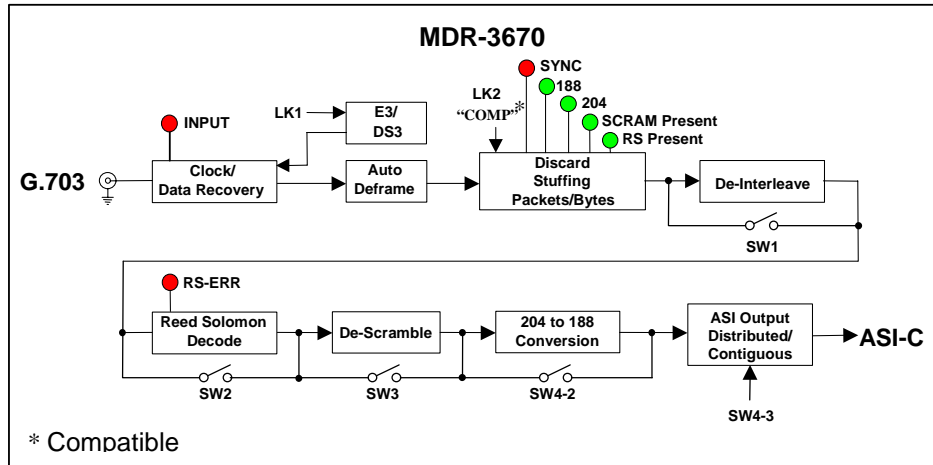 MDR-3670
SYNC
188
204
SCRAM Present
RS Present
LK2
“COMP”*
LK1
E3/
DS3
INPUT
G.703
Clock/
Data Recovery
Auto
Deframe
Discard
Stuffing
Packets/Bytes
De-Interleave
SW1
RS-ERR
Reed Solomon
Decode
De-Scramble
204 to 188
Conversion
ASI Output
Distributed/
Contiguous
ASI-C
SW2
SW3
SW4-2
SW4-3
* Compatible